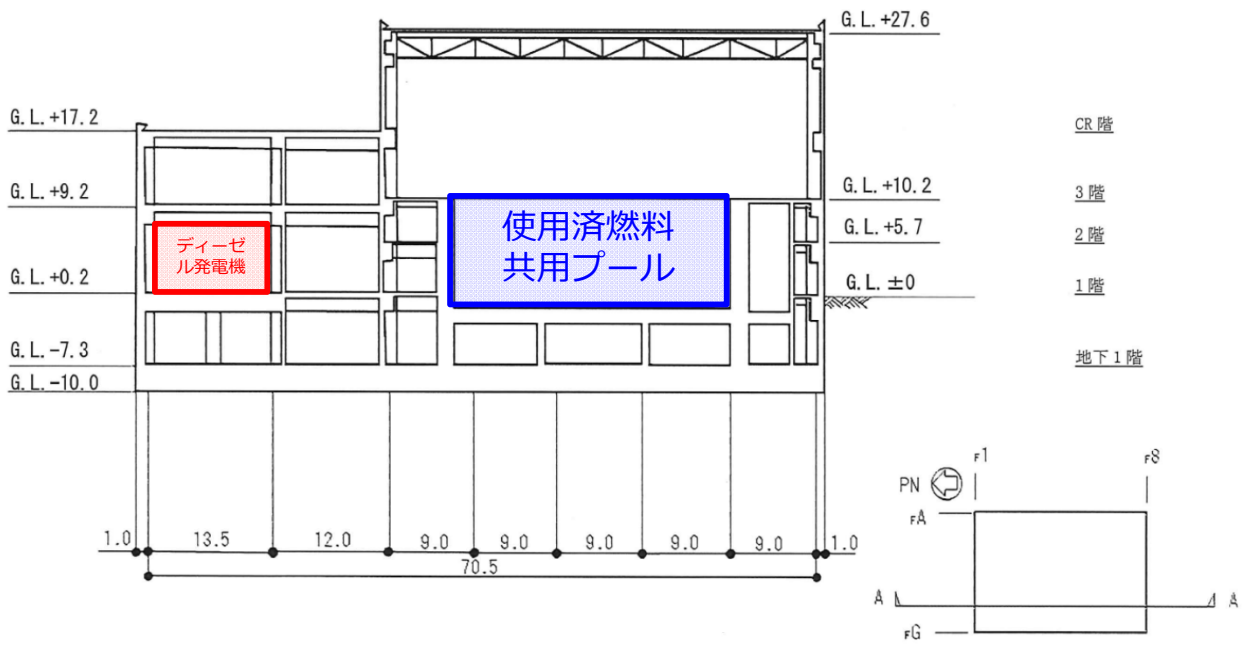 G.L.+27.6
G.L.+17.2
CR 階
G.L.+9.2
G.L.+10.2
3 階
使用済燃料
共用プール
G.L.+5.7
2 階
ディーゼ
ル発電機
G.L.+0.2
G.L.±0
1 階
G.L.-7.3
地下 1 階
G.L.-10.0
F1
F8
PN
FA
1.0
13.5
12.0
9.0
9.0
9.0
9.0
9.0
1.0
70.5
A
A
FG